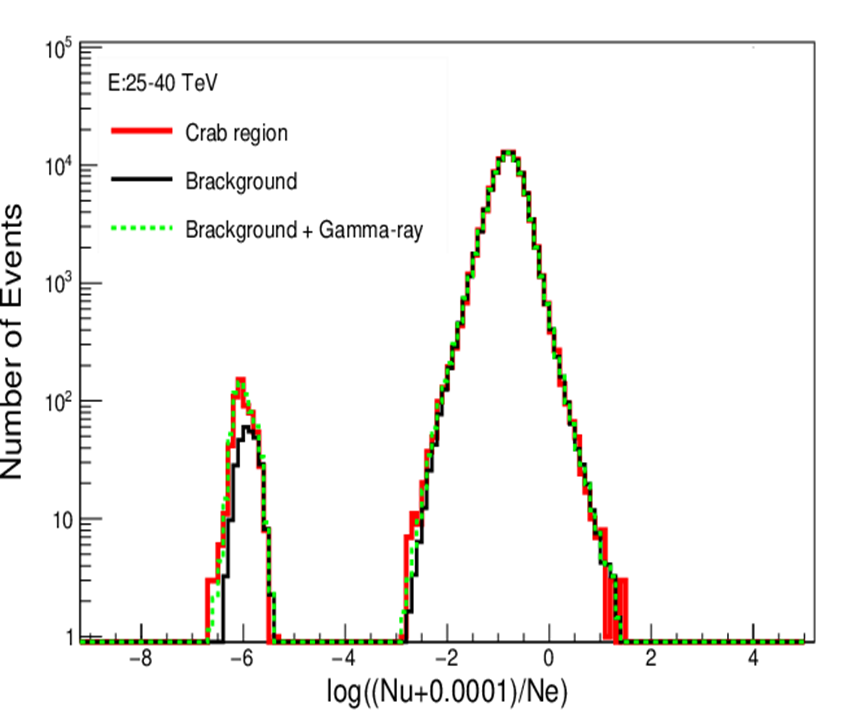 10^5
E:25-40 TeV
Crab region
Brackground
Brackground + Gamma-ray
10^4
10^3
10^2
10
1
Number of Events
−8 −6 −4 −2 0 2 4
log((Nu+0.0001)/Ne)